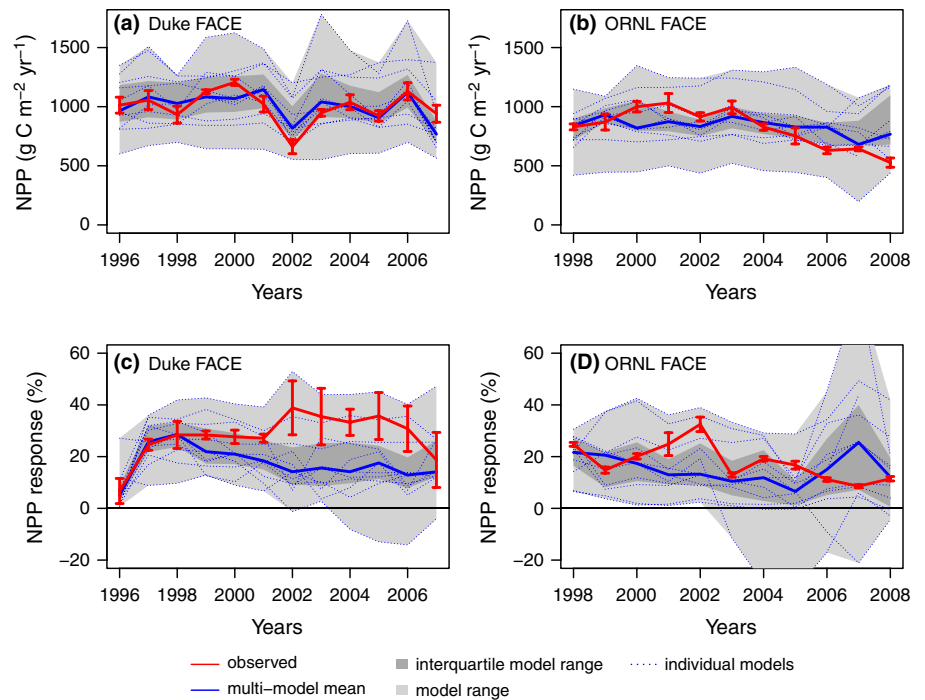 (a) Duke FACE
NPP (g C m−2 yr−1)
1500
1000
500
0
1996 1998 2000 2002 2004 2006
Years
(b) ORNL FACE
NPP (g C m−2 yr−1)
1500
1000
500
0
1998 2000 2002 2004 2006 2008
Years
(c) Duke FACE
NPP response (%)
60
40
20
0
−20
1996 1998 2000 2002 2004 2006
Years
(D) ORNL FACE
NPP response (%)
60
40
20
0
−20
1998 2000 2002 2004 2006 2008
Years
observed
multi−model mean
interquartile model range
model range
individual models